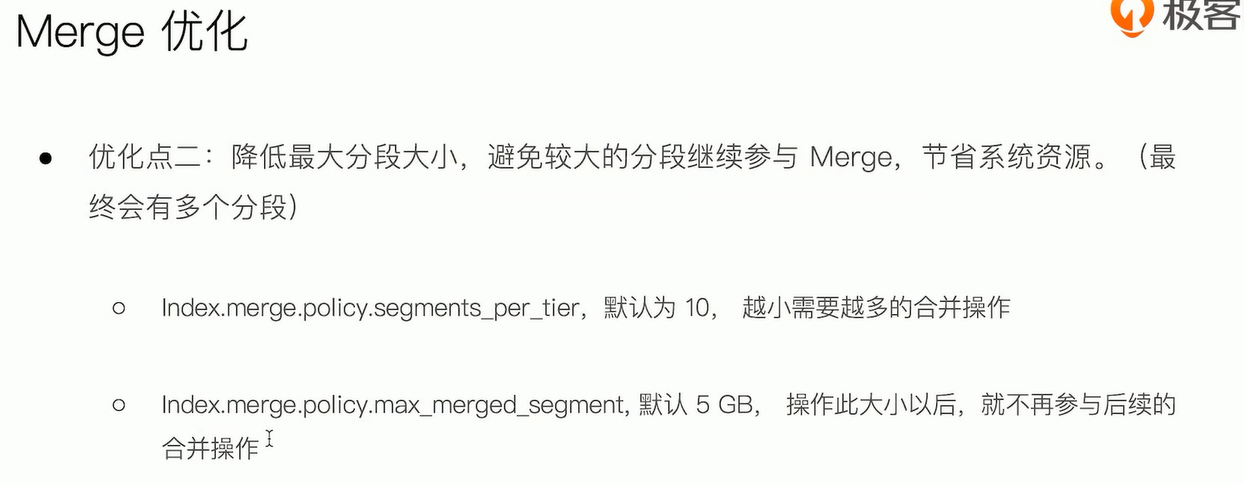 Merge 优化
极客
● 优化点二：降低最大分段大小，避免较大的分段继续参与 Merge，节省系统资源。（最
终会有多个分段）
○ Index.merge.policy.segments_per_tier，默认为 10， 越小需要越多的合并操作
○ Index.merge.policy.max_merged_segment, 默认 5 GB， 操作此大小以后，就不再参与后续的
合并操作